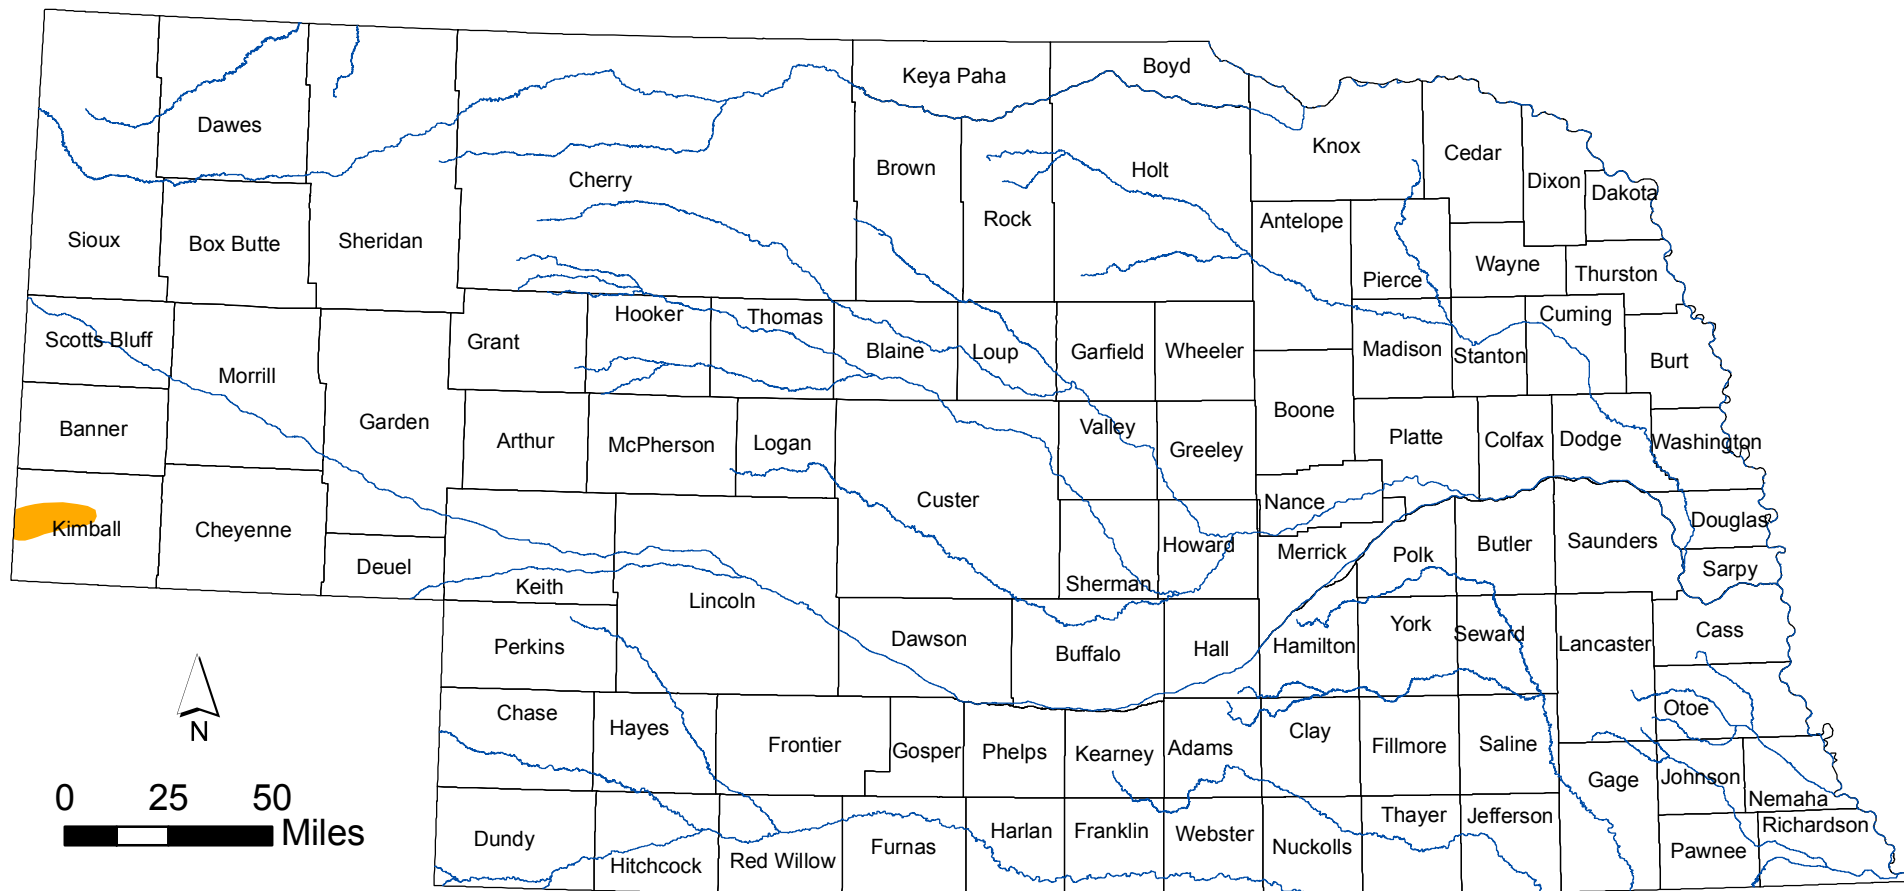 Keya Paha
Boyd
Dawes
Knox
Cedar
Brown
Holt
Cherry
Dixon
Dakota
Rock
Antelope
Sioux
Box Butte
Sheridan
Wayne
Thurston
Pierce
Hooker
Thomas
Cuming
Scotts Bluff
Grant
Blaine
Loup
Garfield
Wheeler
Madison
Stanton
Burt
Morrill
Boone
Garden
Banner
Arthur
McPherson
Logan
Valley
Greeley
Platte
Colfax
Dodge
Washington
Custer
Nance
Kimball
Cheyenne
Douglas
Howard
Merrick
Polk
Butler
Saunders
Deuel
Keith
Sherman
Sarpy
Lincoln
Perkins
Dawson
Buffalo
Hall
Hamilton
York
Seward
Lancaster
Cass
Chase
Hayes
Frontier
Gosper
Phelps
Kearney
Adams
Clay
Fillmore
Saline
Otoe
N
Gage
Johnson
Nemaha
0 25 50
Miles
Dundy
Hitchcock
Red Willow
Furnas
Harlan
Franklin
Webster
Nuckolls
Thayer
Jefferson
Pawnee
Richardson